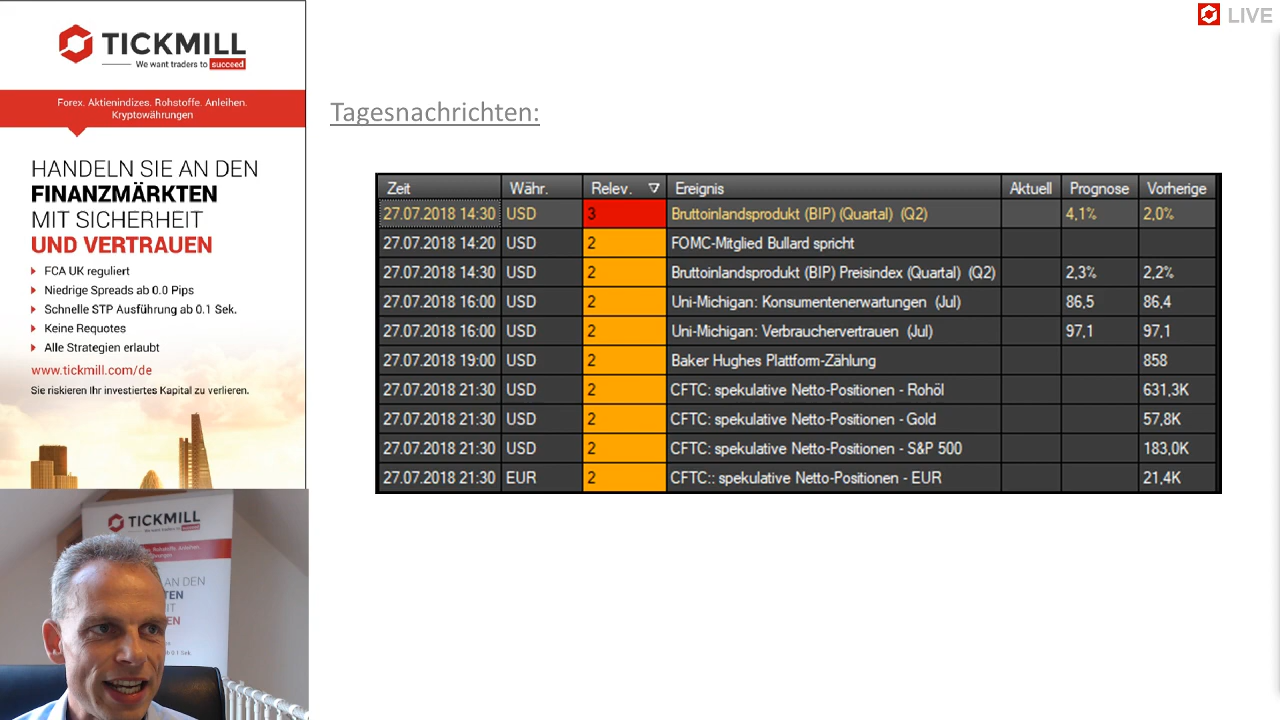 TICKMILL
We want traders to succeed
Forex. Aktienindizes. Rohstoffe. Anleihen.
Kryptowährungen
HANDELN SIE AN DEN
FINANZMÄRKTEN
MIT SICHERHEIT
UND VERTRAUEN
FCA UK reguliert
Niedrige Spreads ab 0.0 Pips
Schnelle STP Ausführung ab 0.1 Sek.
Keine Requotes
Alle Strategien erlaubt
www.tickmill.com/de
Sie riskieren Ihr investiertes Kapital zu verlieren.
LIVE
Tagesnachrichten:
Zeit Währ. Relev. Ereignis Aktuell Prognose Vorherige
27.07.2018 14:30 USD 3 Bruttoinlandsprodukt (BIP) (Quartal) (Q2) 4,1% 2,0%
27.07.2018 14:20 USD 2 FOMC-Mitglied Bullard spricht
27.07.2018 14:30 USD 2 Bruttoinlandsprodukt (BIP) Preisindex (Quartal) (Q2) 2,3% 2,2%
27.07.2018 16:00 USD 2 Uni-Michigan: Konsumentenerwartungen (Jul) 86,5 86,4
27.07.2018 16:00 USD 2 Uni-Michigan: Verbrauchervertrauen (Jul) 97,1 97,1
27.07.2018 19:00 USD 2 Baker Hughes Plattform-Zählung 858
27.07.2018 21:30 USD 2 CFTC: spekulative Netto-Positionen - Rohöl 631,3K
27.07.2018 21:30 USD 2 CFTC: spekulative Netto-Positionen - Gold 57,8K
27.07.2018 21:30 USD 2 CFTC: spekulative Netto-Positionen - S&P 500 183,0K
27.07.2018 21:30 EUR 2 CFTC:: spekulative Netto-Positionen - EUR 21,4K
TICKMILL
AN DEN